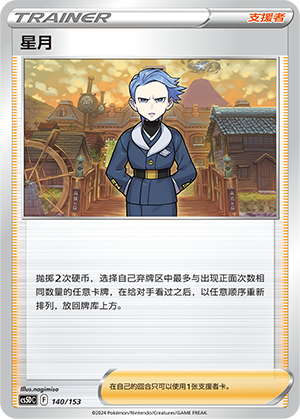 TRAINER
支援者
星月
抛掷2次硬币，选择自己弃牌区中最多与出现正面次数相
同数量的任意卡牌，在给对手看过之后，以任意顺序重新
排列，放回牌库上方。
Illus.nagimiso
cs5D C F 140/153
在自己的回合只可以使用1张支援者卡。
©2024 Pokémon/Nintendo/Creatures/GAME FREAK.